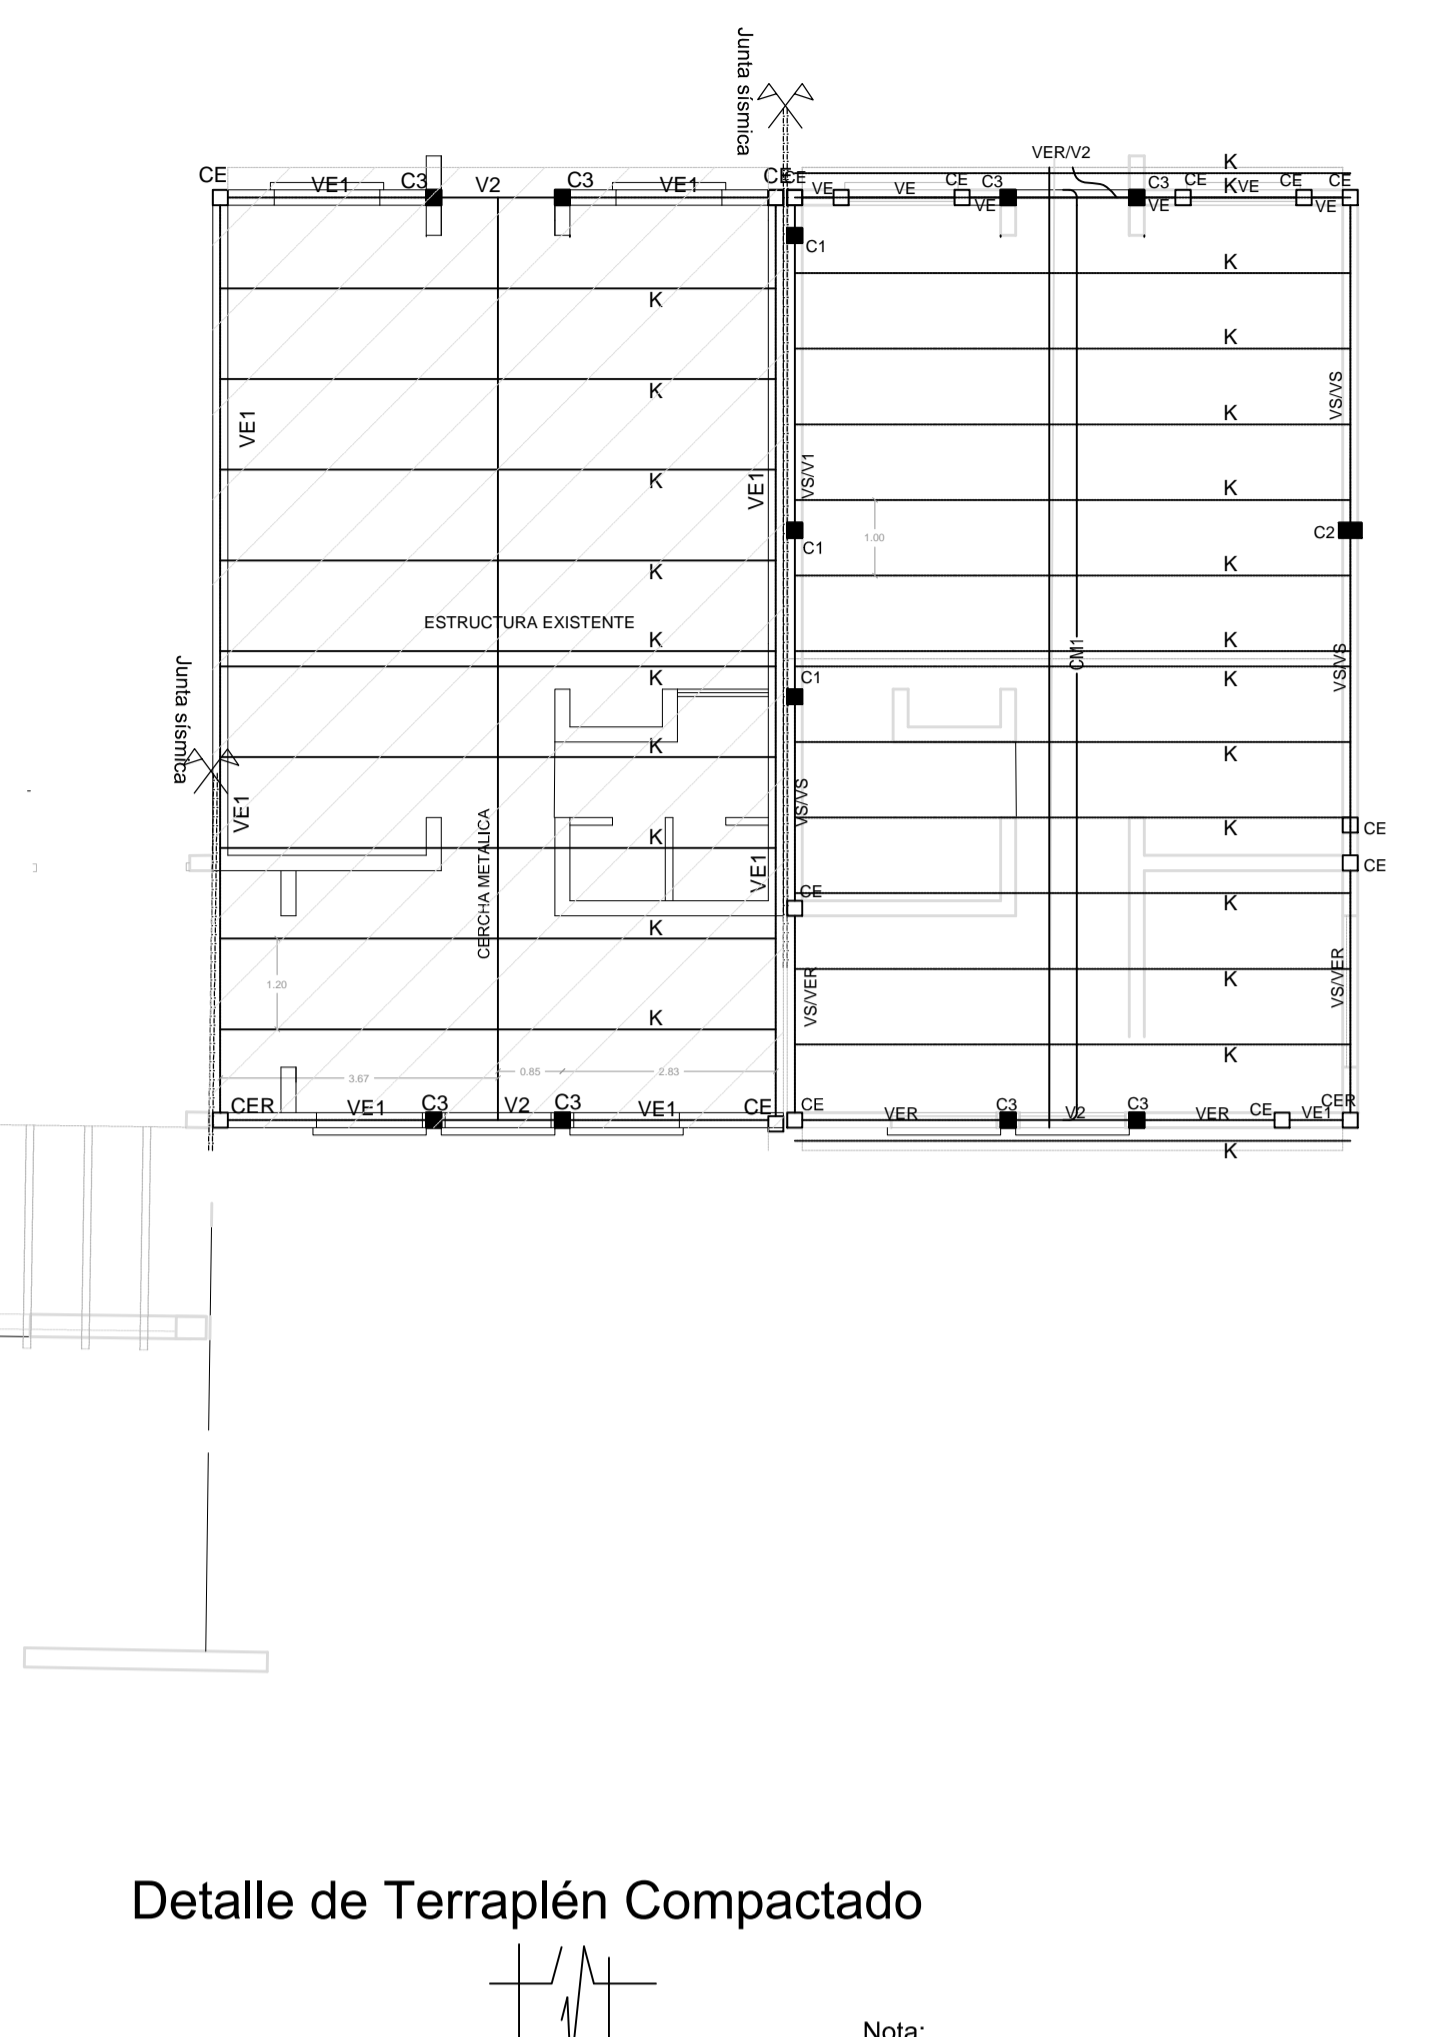 Junta sísmica
VER/V2
K
CE
VE1
C3
V2
C3
VE1
CE
CE
VE
VE
CE
C3
VE
C3
VE
CE
K
VE
CE
VE
CE
C1
K
K
K
K
VS/VS
K
VE1
K
VS/V1
VE1
K
K
C1
1.00
C2
K
K
ESTRUCTURA EXISTENTE
K
K
CM1
VS/VS
K
C1
K
Junta sísmica
K
K
VE1
VS/VS
K
K
CE
CERCHA METALICA
VE1
CE
CE
K
K
1.20
VS/VER
K
VS/VER
K
K
3.67
0.85
2.83
CER
VE1
C3
V2
C3
VE1
CE
CE
VER
C3
V2
C3
VER
CE
VE1
CER
K
Detalle de Terraplén Compactado
Nota: